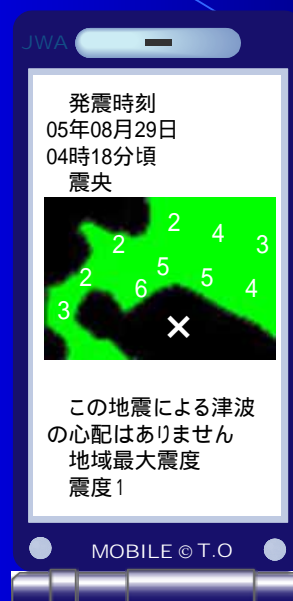 JWA
発震時刻
05年08月29日
04時18分頃
震央
2 2 4 3
2 6 5 5 4
3
×
この地震による津波
の心配はありません
地域最大震度
震度1
MOBILE © T.O